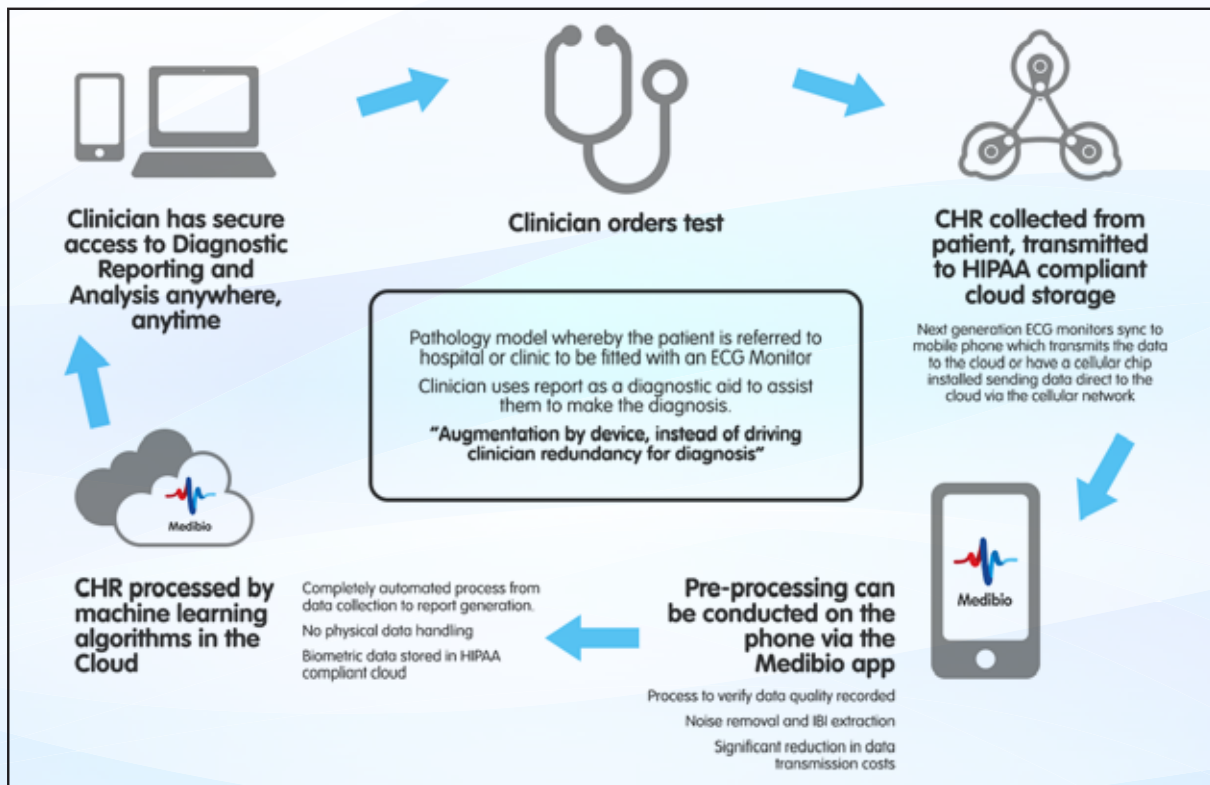 Clinician has secure
access to Diagnostic
Reporting and
Analysis anywhere,
anytime
Clinician orders test
CHR collected from
patient, transmitted
to HIPAA compliant
cloud storage
Next generation ECG monitors sync to
mobile phone which transmits the data
to the cloud or have a cellular chip
installed sending data direct to the
cloud via the cellular network
Pathology model whereby the patient is referred to
hospital or clinic to be fitted with an ECG Monitor
Clinician uses report as a diagnostic aid to assist
them to make the diagnosis.
"Augmentation by device, instead of driving
clinician redundancy for diagnosis"
Medibio
Pre-processing can
be conducted on the
phone via the
Medibio app
Process to verify data quality recorded
Noise removal and IBI extraction
Significant reduction in data
transmission costs
Completely automated process from
data collection to report generation.
No physical data handling
Biometric data stored in HIPAA
compliant cloud
Medibio
CHR processed by
machine learning
algorithms in the
Cloud